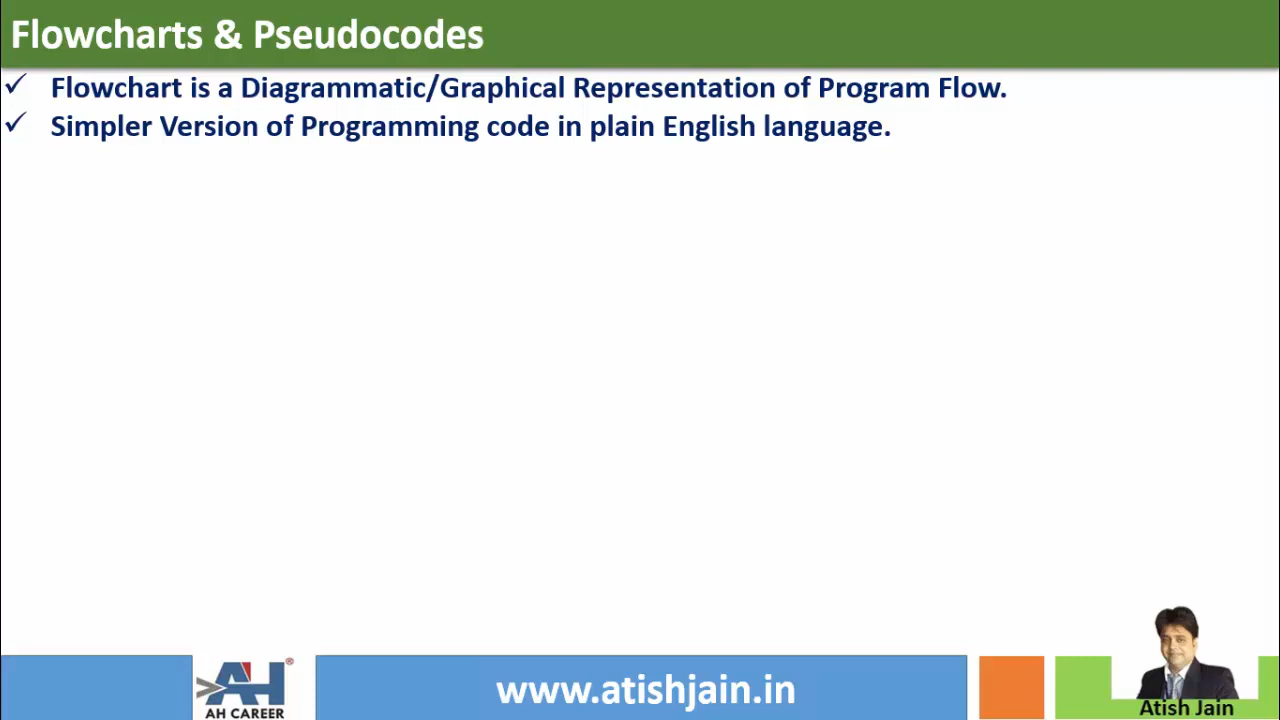 Flowcharts & Pseudocodes
✓ Flowchart is a Diagrammatic/Graphical Representation of Program Flow.
✓ Simpler Version of Programming code in plain English language.
AH ®
AH CAREER
www.atishjain.in
Atish Jain